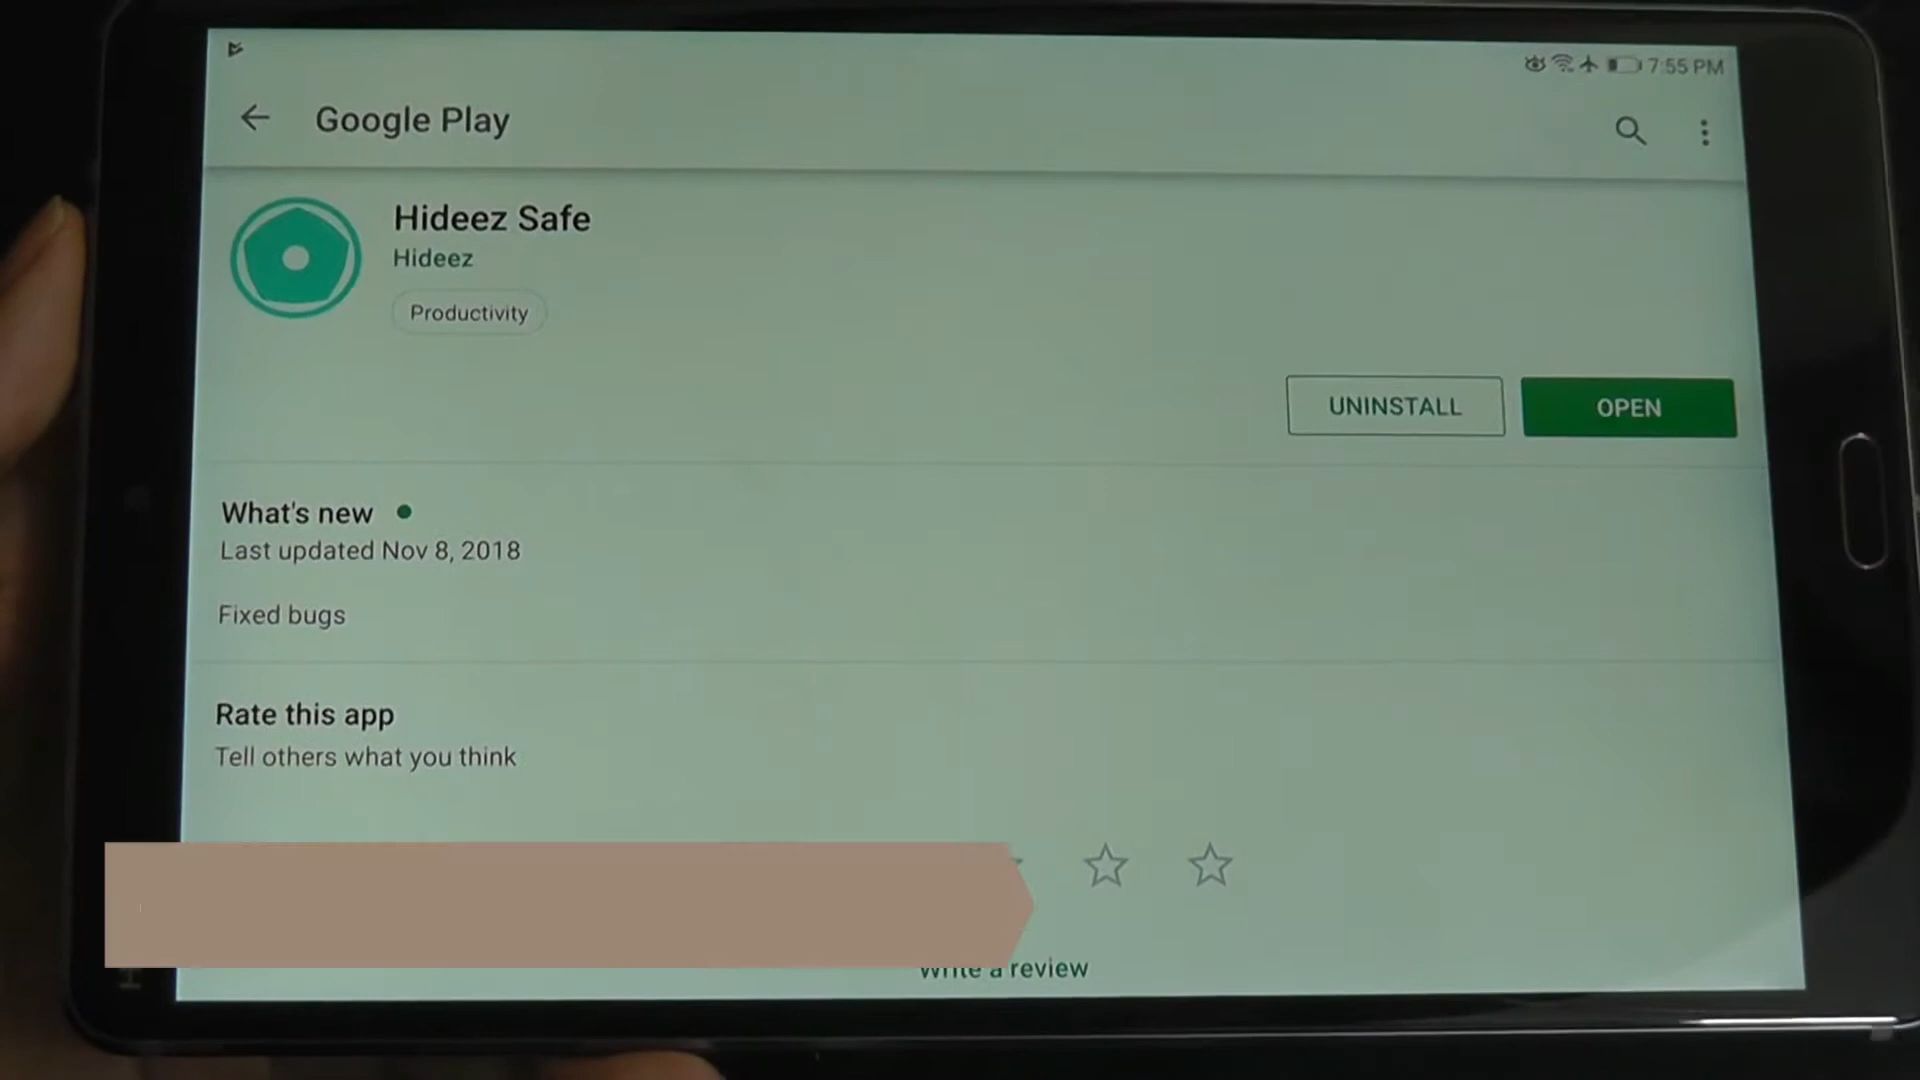 7:55 PM
Google Play
Hideez Safe
Hideez
Productivity
UNINSTALL
OPEN
What's new
Last updated Nov 8, 2018
Fixed bugs
Rate this app
Tell others what you think
Write a review